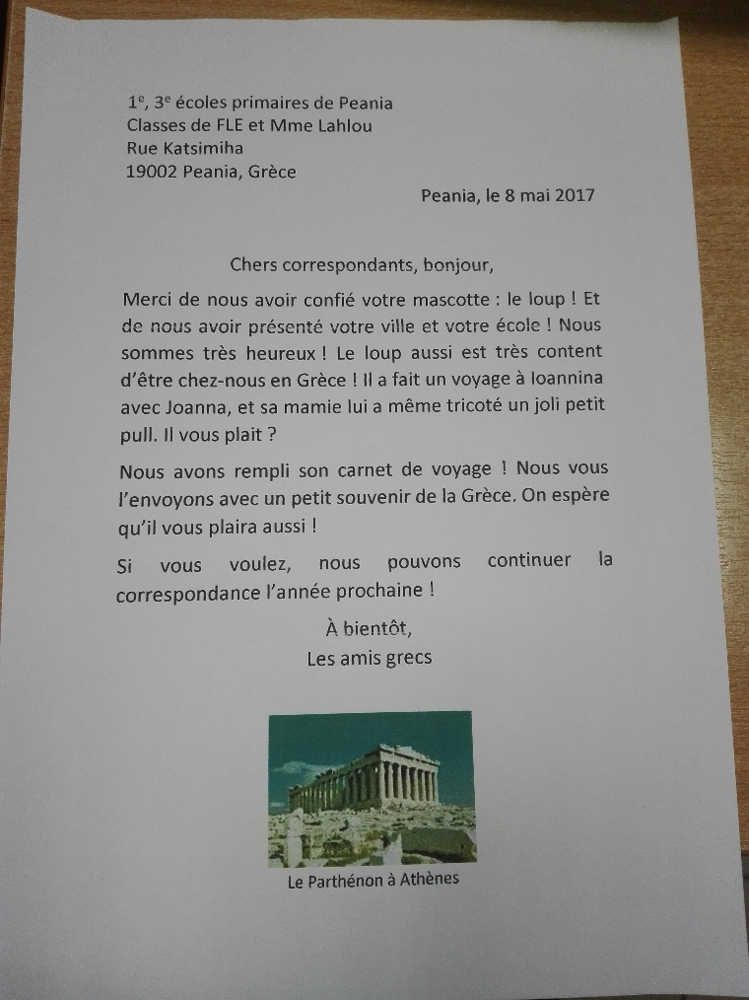 1e, 3e écoles primaires de Peania
Classes de FLE et Mme Lahlou
Rue Katsimiha
19002 Peania, Grèce
Peania, le 8 mai 2017
Chers correspondants, bonjour,
Merci de nous avoir confié votre mascotte : le loup ! Et
de nous avoir présenté votre ville et votre école ! Nous
sommes très heureux ! Le loup aussi est très content
d'être chez-nous en Grèce ! Il a fait un voyage à Ioannina
avec Joanna, et sa mamie lui a même tricoté un joli petit
pull. Il vous plait ?
Nous avons rempli son carnet de voyage ! Nous vous
l'envoyons avec un petit souvenir de la Grèce. On espère
qu'il vous plaira aussi !
Si vous voulez, nous pouvons continuer la
correspondance l'année prochaine !
À bientôt,
Les amis grecs
Le Parthénon à Athènes